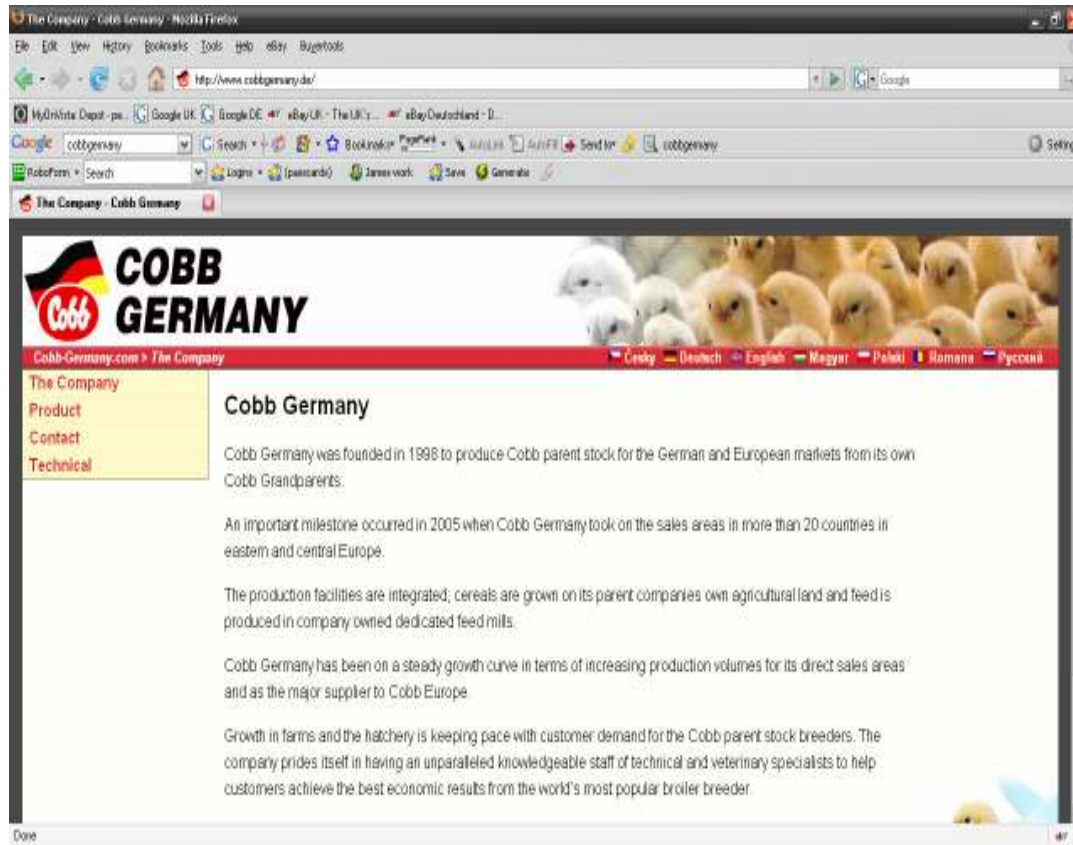 The Company - Cobb Germany - Mozilla Firefox
File Edit View History Bookmarks Tools Help eBay Buyertools
http://www.cobbgermany.de/
Google
Google UK Google DE eBay UK - The UK's ... eBay Deutschland - D...
Google cobbgermany Search Bookmarks PageRank AutoLink AutoFill Send to cobbgermany
RoboForm Search Logins (passcards) James work Save Generate
The Company - Cobb Germany
COBB
GERMANY
Cobb
Cobb-Germany.com > The Company
Česky Deutsch English Magyar Polski Romana Русский
The Company
Product
Contact
Technical
Cobb Germany
Cobb Germany was founded in 1998 to produce Cobb parent stock for the German and European markets from its own
Cobb Grandparents.
An important milestone occurred in 2005 when Cobb Germany took on the sales areas in more than 20 countries in
eastern and central Europe.
The production facilities are integrated; cereals are grown on its parent companies own agricultural land and feed is
produced in company owned dedicated feed mills.
Cobb Germany has been on a steady growth curve in terms of increasing production volumes for its direct sales areas
and as the major supplier to Cobb Europe
Growth in farms and the hatchery is keeping pace with customer demand for the Cobb parent stock breeders. The
company prides itself in having an unparalleled knowledgeable staff of technical and veterinary specialists to help
customers achieve the best economic results from the world's most popular broiler breeder.
Done